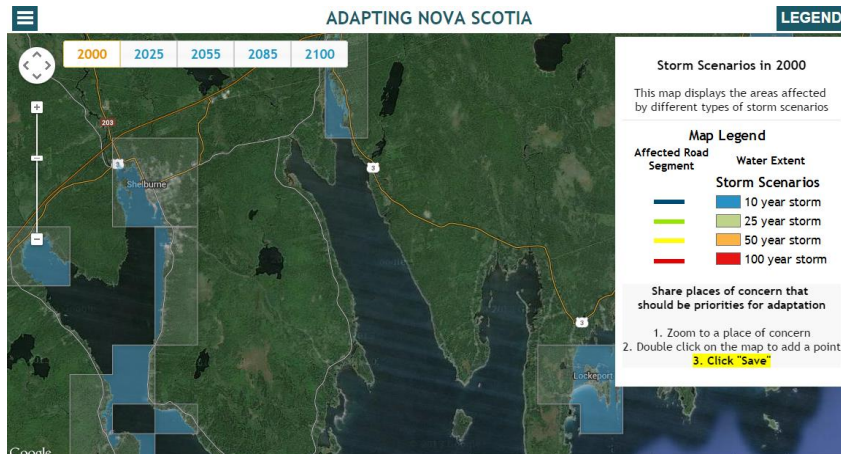 ADAPTING NOVA SCOTIA
LEGEND
2000 2025 2055 2085 2100
203
3
Shelburne
3
3
Lockeport
Google
Storm Scenarios in 2000
This map displays the areas affected
by different types of storm scenarios
Map Legend
Affected Road
Segment
Water Extent
Storm Scenarios
10 year storm
25 year storm
50 year storm
100 year storm
Share places of concern that
should be priorities for adaptation
1. Zoom to a place of concern
2. Double click on the map to add a point
3. Click "Save"